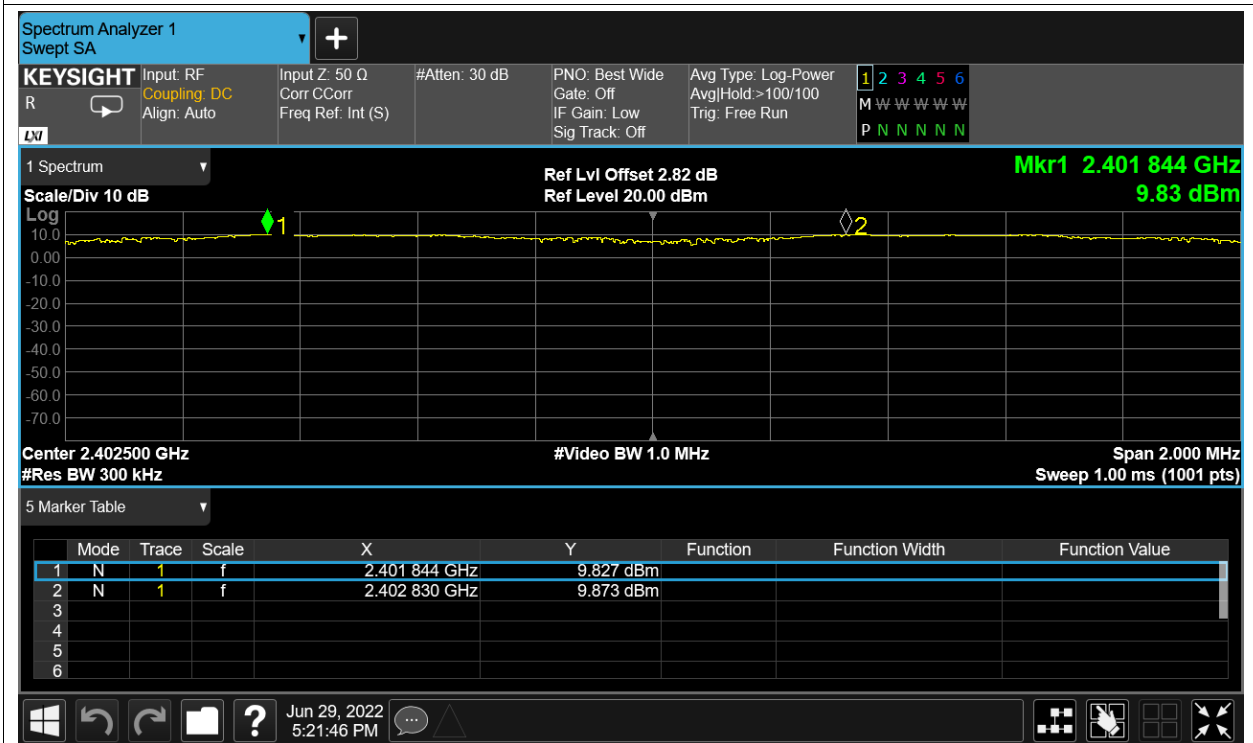 Spectrum Analyzer 1
Swept SA
+
KEYSIGHT Input: RF Input Z: 50 Ω #Atten: 30 dB PNO: Best Wide Avg Type: Log-Power 1 2 3 4 5 6
R Coupling: DC Corr CCorr Gate: Off Avg|Hold:>100/100 M W W W W W
Align: Auto Freq Ref: Int (S) IF Gain: Low Trig: Free Run
LXI Sig Track: Off P N N N N N
1 Spectrum Ref Lvl Offset 2.82 dB Mkr1 2.401 844 GHz
Scale/Div 10 dB Ref Level 20.00 dBm 9.83 dBm
Log
1 2
10.0
0.00
-10.0
-20.0
-30.0
-40.0
-50.0
-60.0
-70.0
Center 2.402500 GHz #Video BW 1.0 MHz Span 2.000 MHz
#Res BW 300 kHz Sweep 1.00 ms (1001 pts)
5 Marker Table
Mode Trace Scale X Y Function Function Width Function Value
1 N 1 f 2.401 844 GHz 9.827 dBm
2 N 1 f 2.402 830 GHz 9.873 dBm
3
4
5
6
? Jun 29, 2022
5:21:46 PM